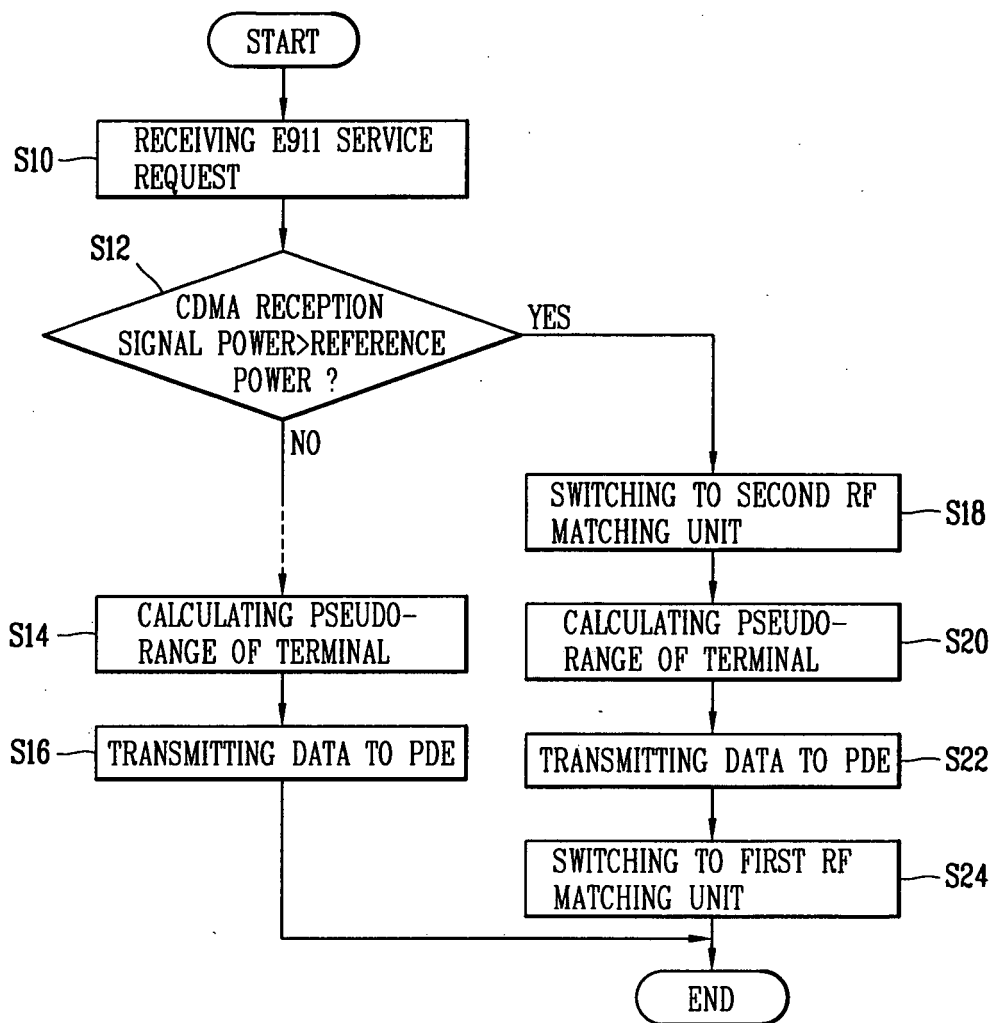 START
S10
RECEIVING E911 SERVICE
REQUEST
S12
CDMA RECEPTION
SIGNAL POWER>REFERENCE
POWER ?
YES
NO
SWITCHING TO SECOND RF
MATCHING UNIT
S18
S14
CALCULATING PSEUDO-
RANGE OF TERMINAL
CALCULATING PSEUDO-
RANGE OF TERMINAL
S20
S16
TRANSMITTING DATA TO PDE
TRANSMITTING DATA TO PDE
S22
SWITCHING TO FIRST RF
MATCHING UNIT
S24
END